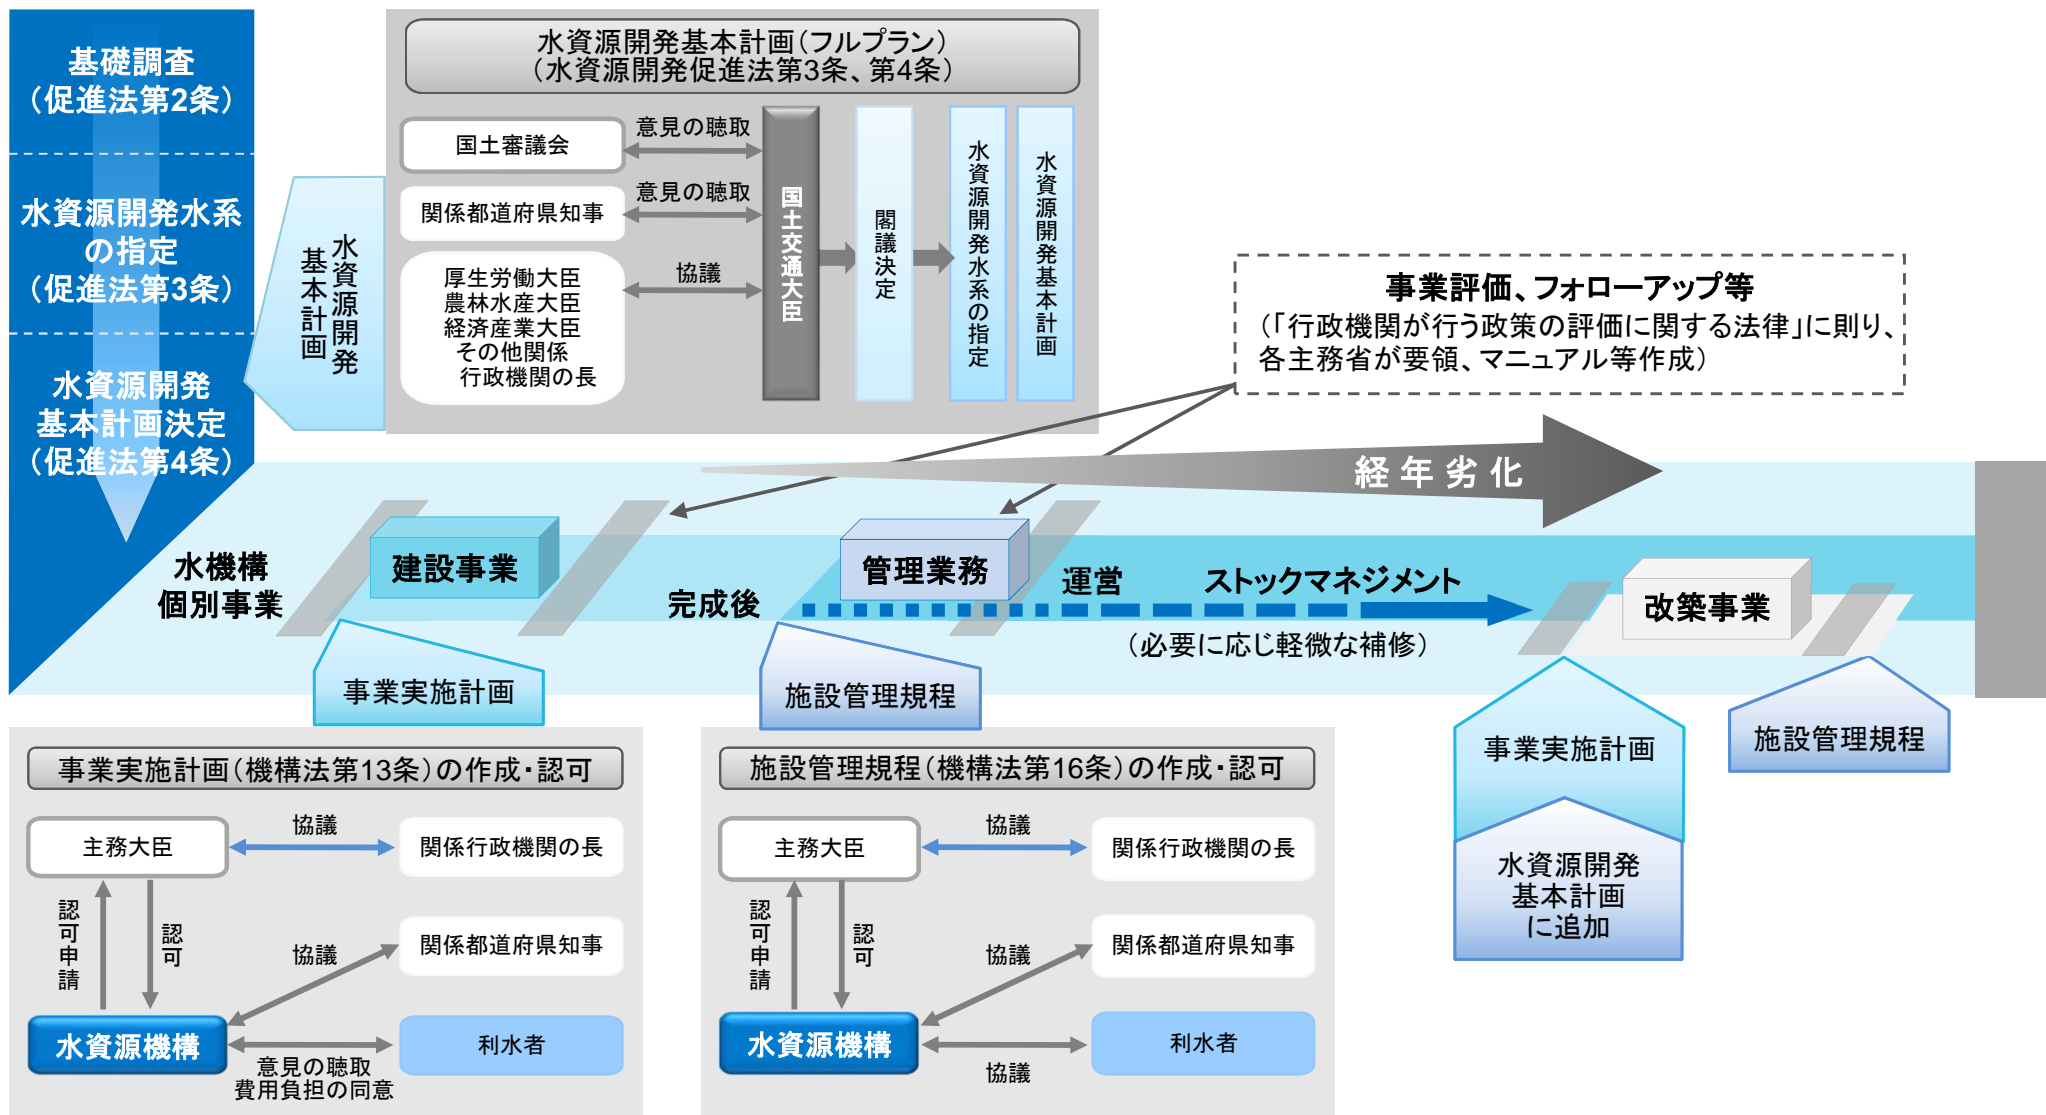 基礎調査
（促進法第2条）
水資源開発水系
の指定
（促進法第3条）
水資源開発
基本計画決定
（促進法第4条）
水資源開発
基本計画
水資源開発基本計画（フルプラン）
（水資源開発促進法第3条、第4条）
国土審議会
意見の聴取
関係都道府県知事
意見の聴取
厚生労働大臣
農林水産大臣
経済産業大臣
その他関係
行政機関の長
協議
国土交通大臣
閣議決定
水資源開発水系の指定
水資源開発基本計画
事業評価、フォローアップ等
（「行政機関が行う政策の評価に関する法律」に則り、
各主務省が要領、マニュアル等作成）
経年劣化
水機構
個別事業
建設事業
完成後
管理業務
運営
ストックマネジメント
（必要に応じ軽微な補修）
改築事業
事業実施計画
施設管理規程
事業実施計画
水資源開発
基本計画
に追加
施設管理規程
事業実施計画（機構法第13条）の作成・認可
主務大臣
協議
関係行政機関の長
認可申請
認可
協議
関係都道府県知事
水資源機構
利水者
意見の聴取
費用負担の同意
施設管理規程（機構法第16条）の作成・認可
主務大臣
協議
関係行政機関の長
認可申請
認可
協議
関係都道府県知事
水資源機構
利水者
協議